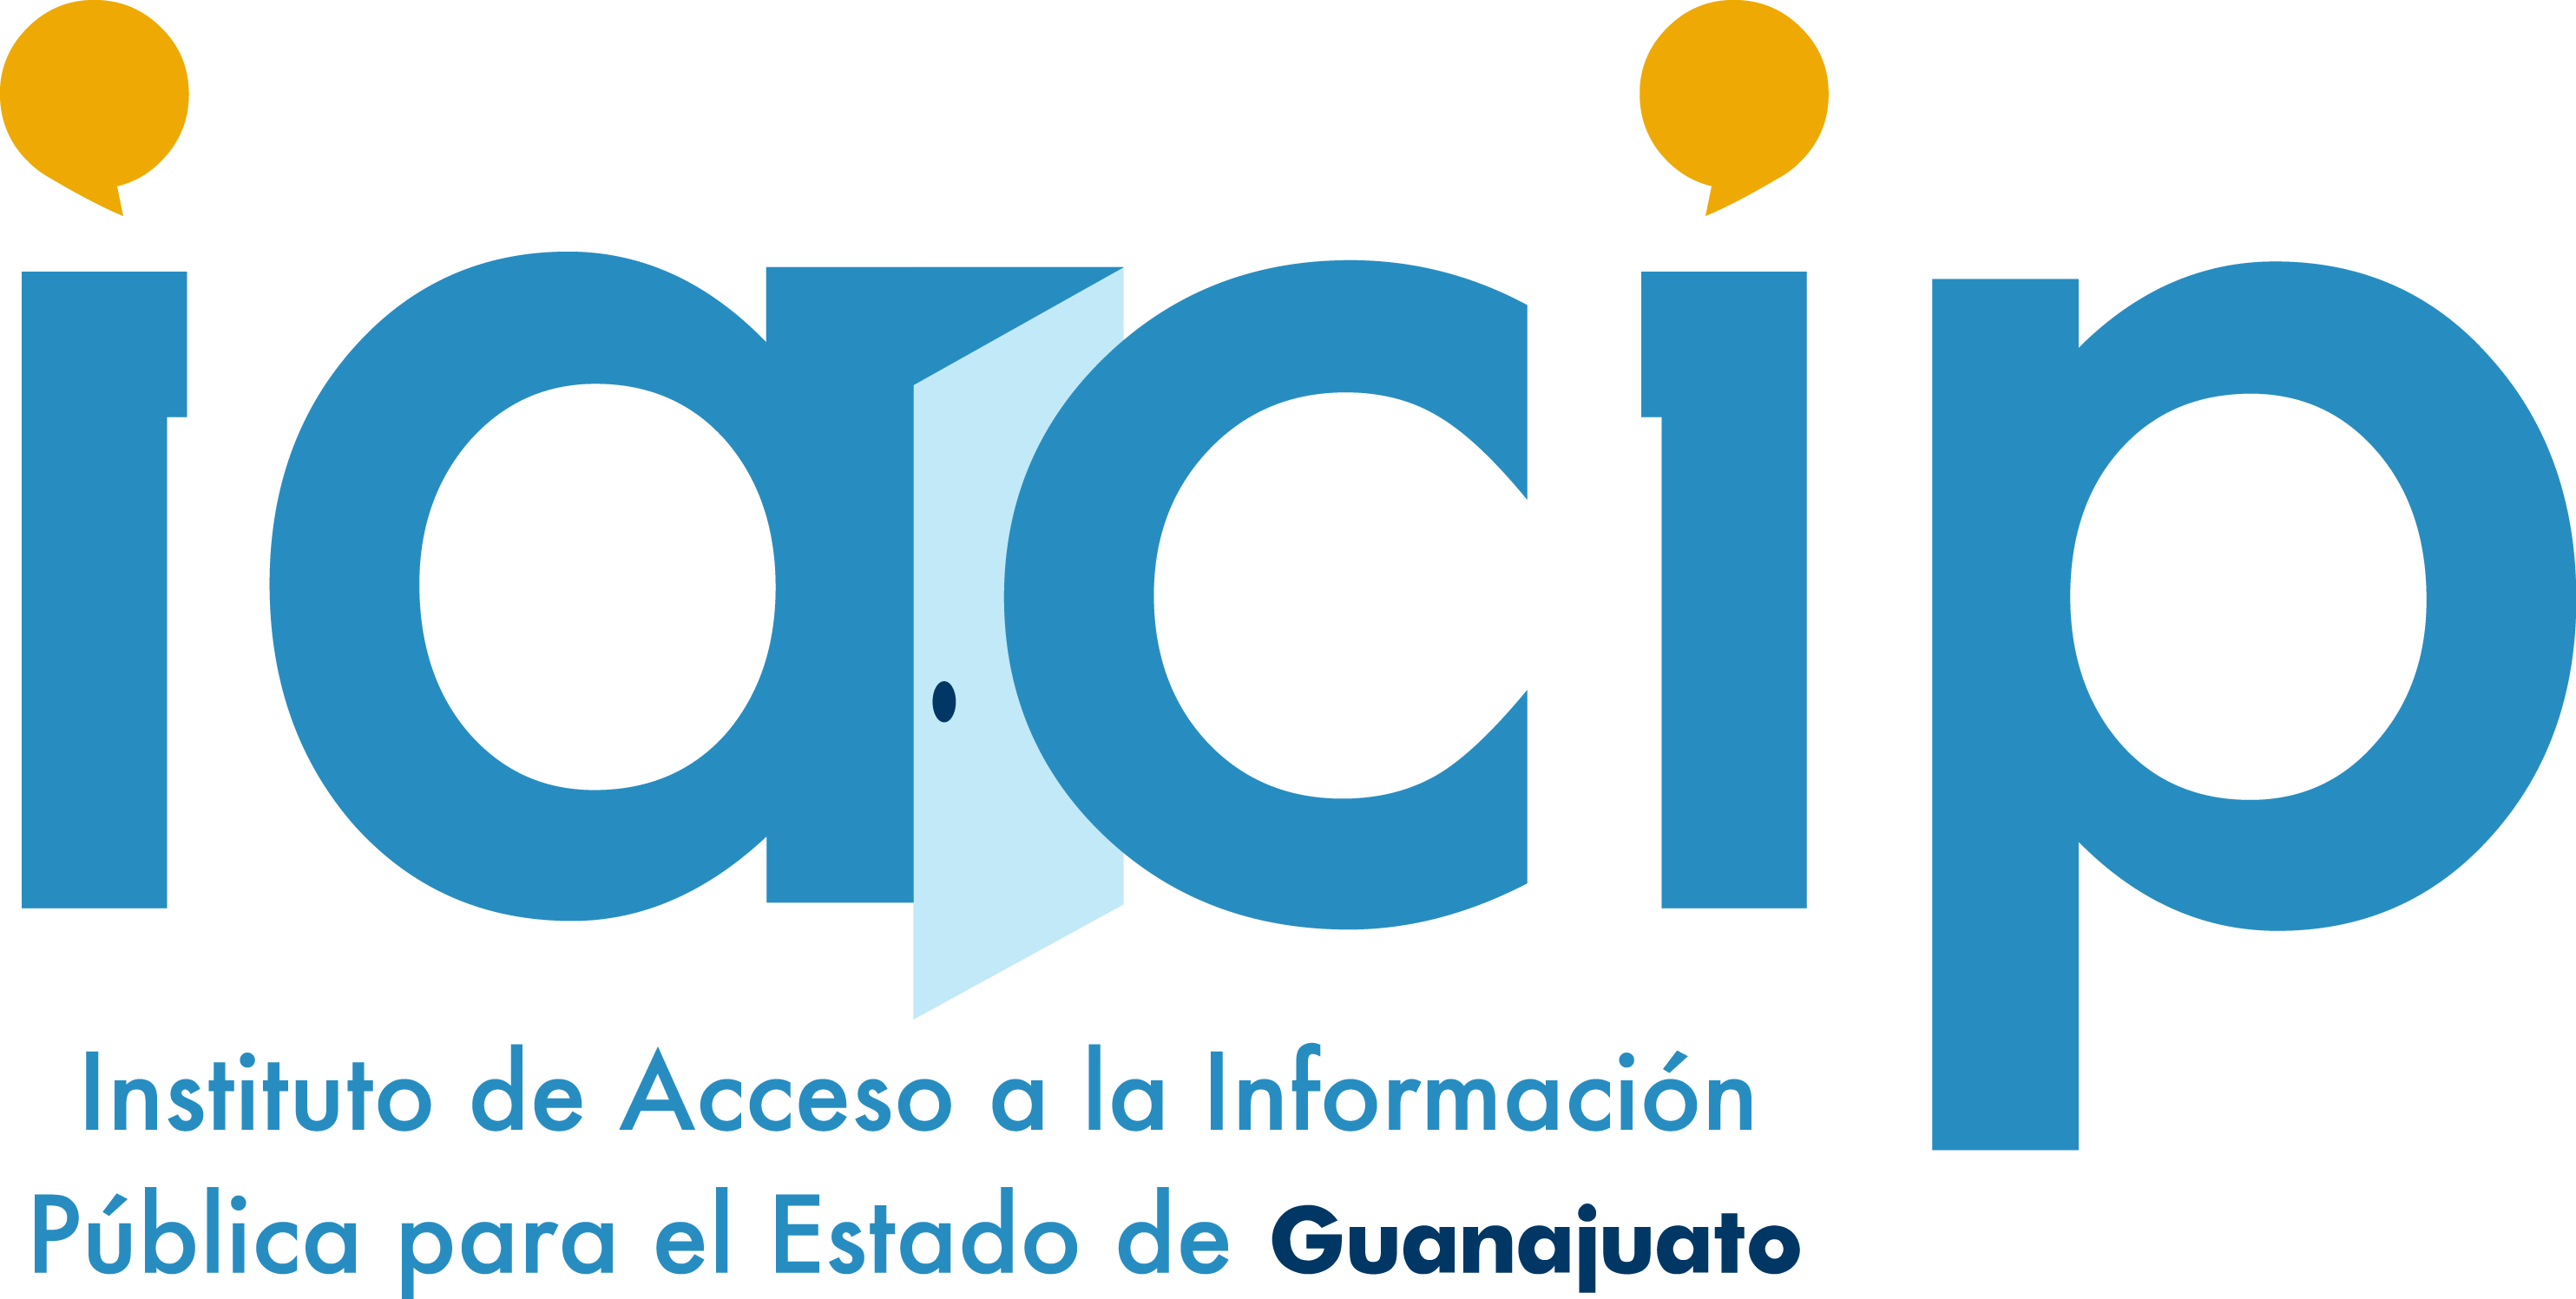 iacip
Instituto de Acceso a la Información
Pública para el Estado de Guanajuato